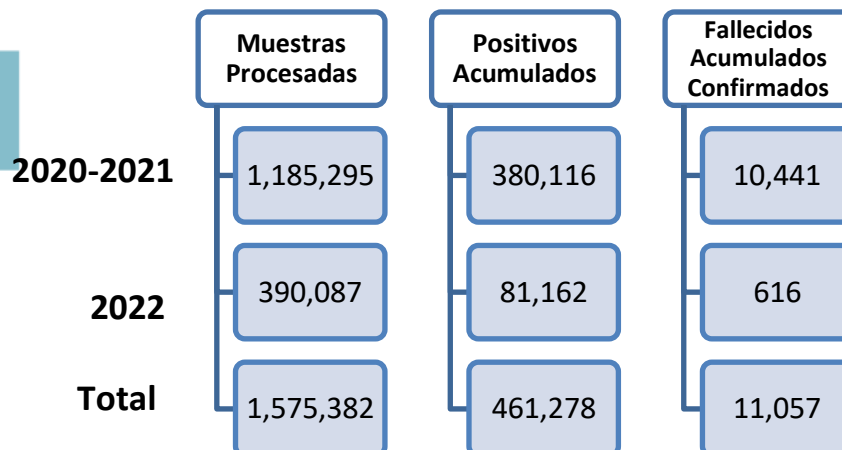 Muestras
Procesadas
Positivos
Acumulados
Fallecidos
Acumulados
Confirmados
2020-2021
1,185,295
380,116
10,441
2022
390,087
81,162
616
Total
1,575,382
461,278
11,057